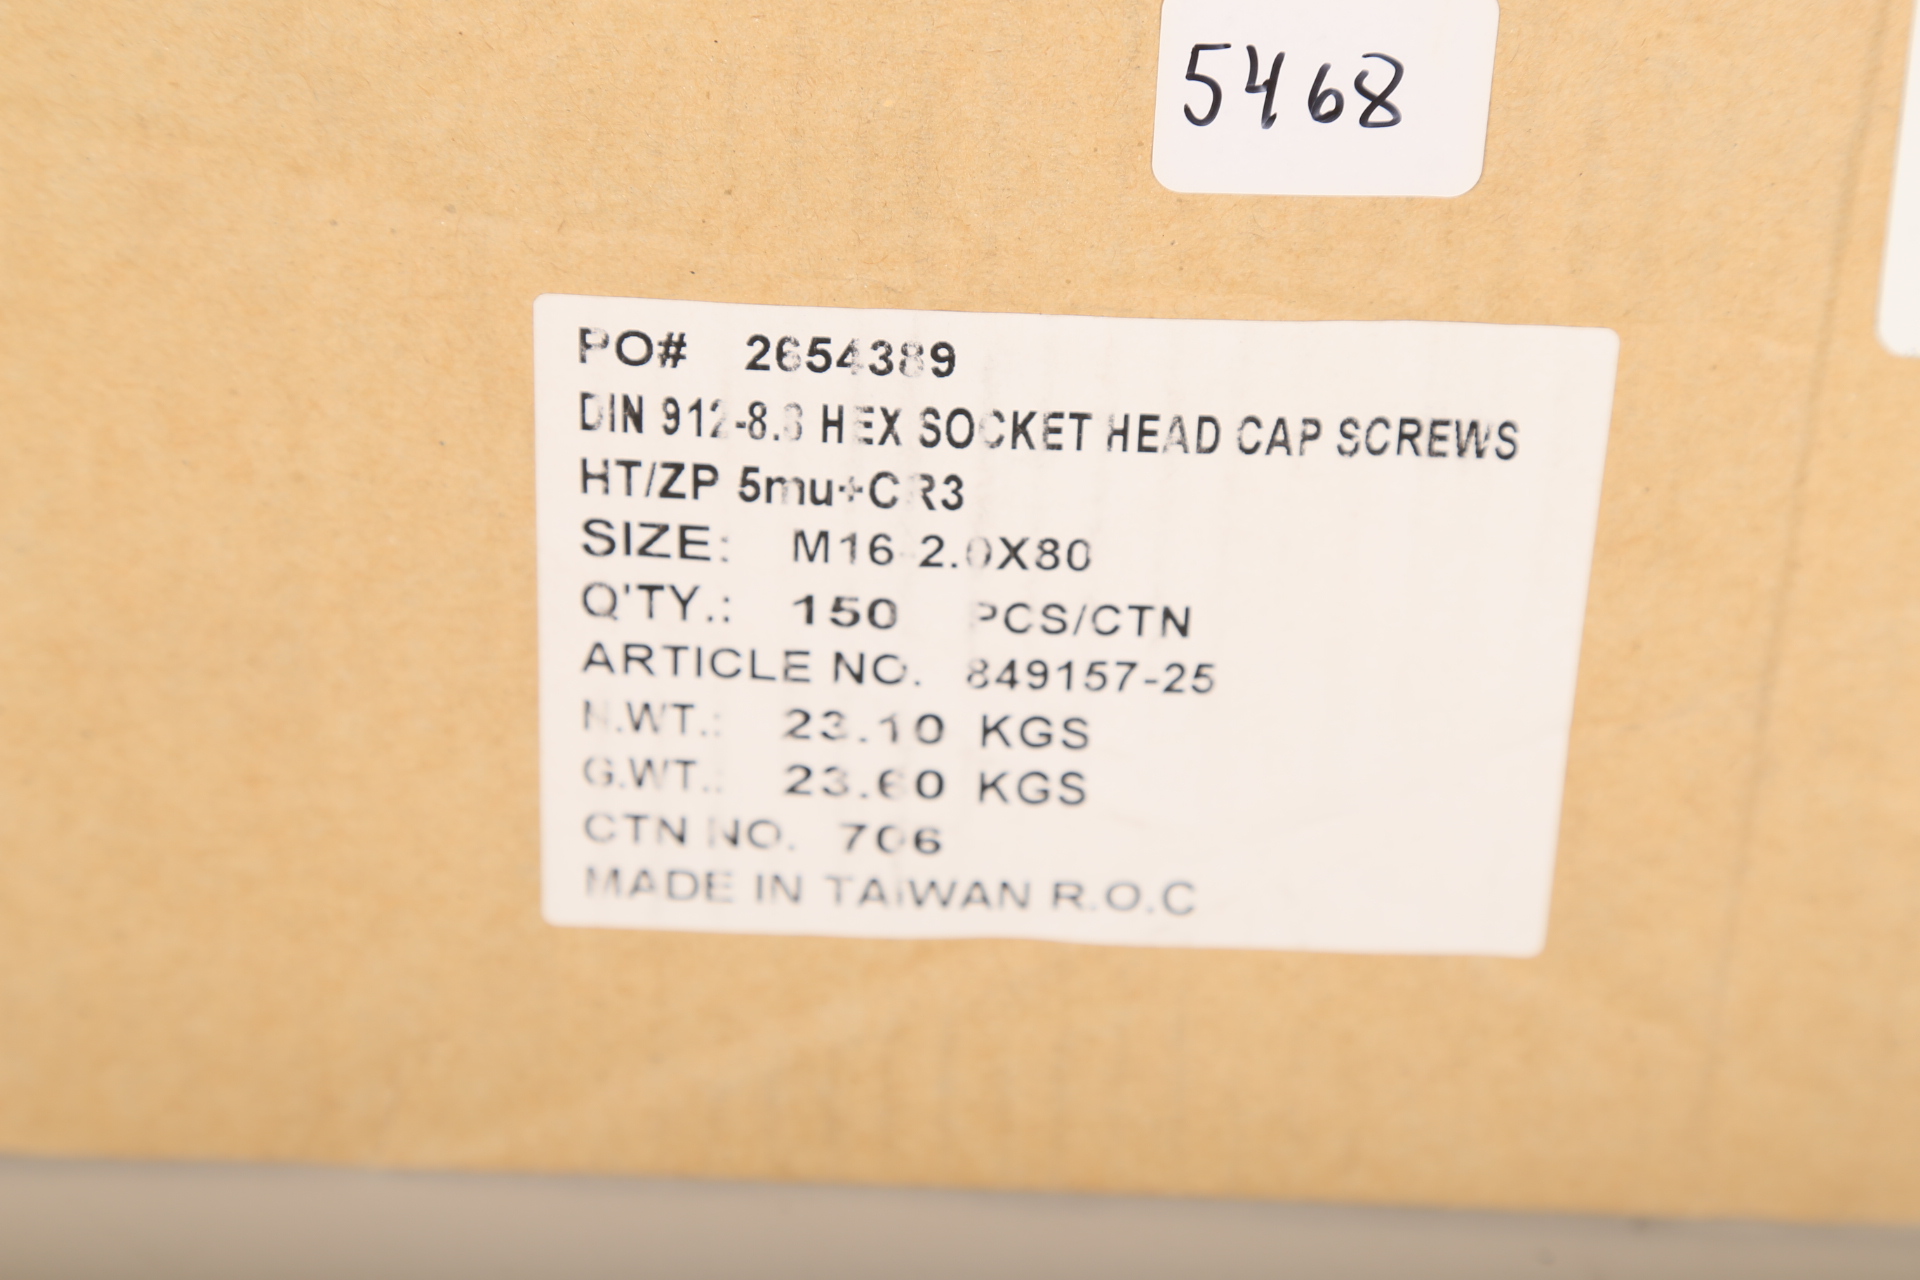 5468
PO# 2654389
DIN 912-8.8 HEX SOCKET HEAD CAP SCREWS
HT/ZP 5mu+CR3
SIZE: M16-2.0X80
Q'TY.: 150 PCS/CTN
ARTICLE NO. 849157-25
N.WT.: 23.10 KGS
G.WT.: 23.60 KGS
CTN NO. 706
MADE IN TAIWAN R.O.C